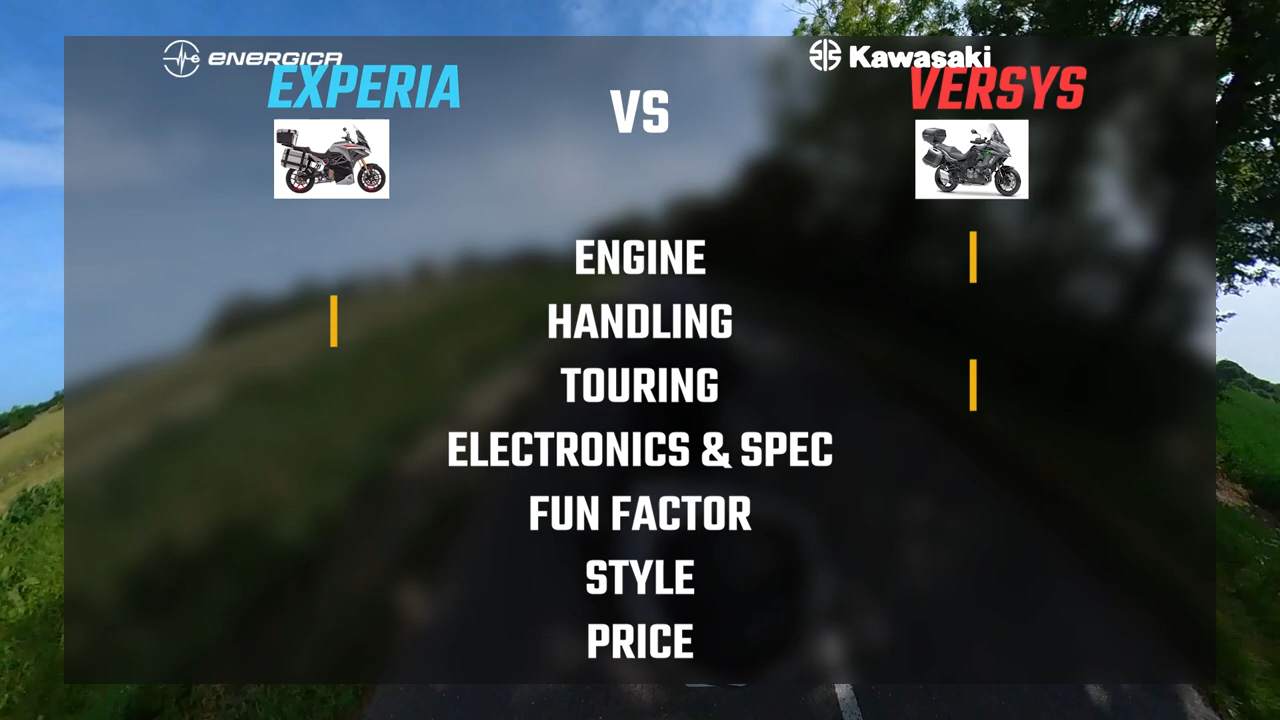 ENERGICA
EXPERIA
VS
Kawasaki
VERSYS
ENGINE
HANDLING
TOURING
ELECTRONICS & SPEC
FUN FACTOR
STYLE
PRICE